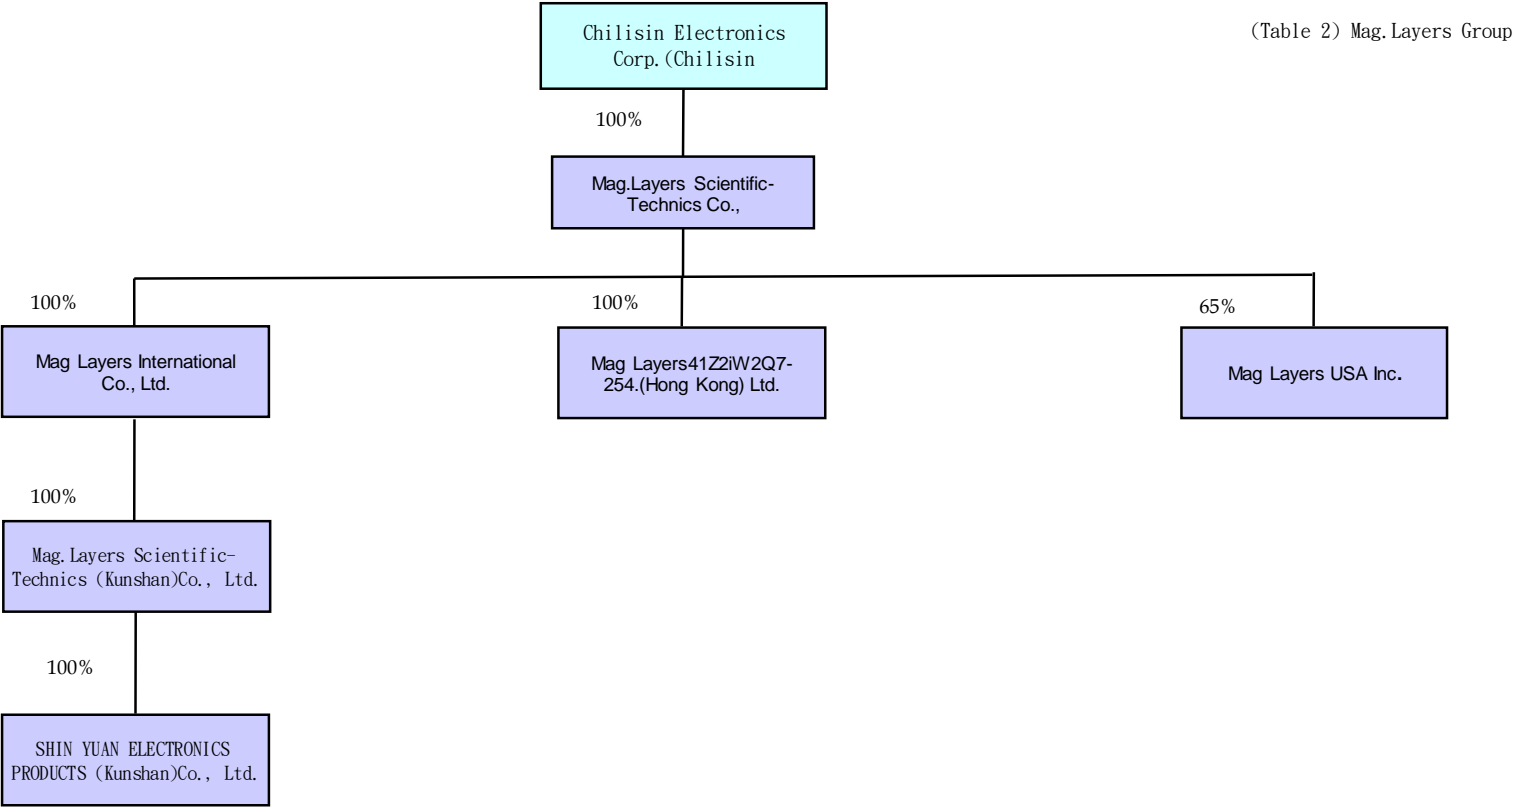 Chilisin Electronics
Corp.(Chilisin
(Table 2) Mag.Layers Group
100%
Mag.Layers Scientific-
Technics Co.,
100%
100%
65%
Mag Layers International
Co., Ltd.
Mag Layers41Z2iW2Q7-
254.(Hong Kong) Ltd.
Mag Layers USA Inc.
100%
Mag.Layers Scientific-
Technics (Kunshan)Co., Ltd.
100%
SHIN YUAN ELECTRONICS
PRODUCTS (Kunshan)Co., Ltd.